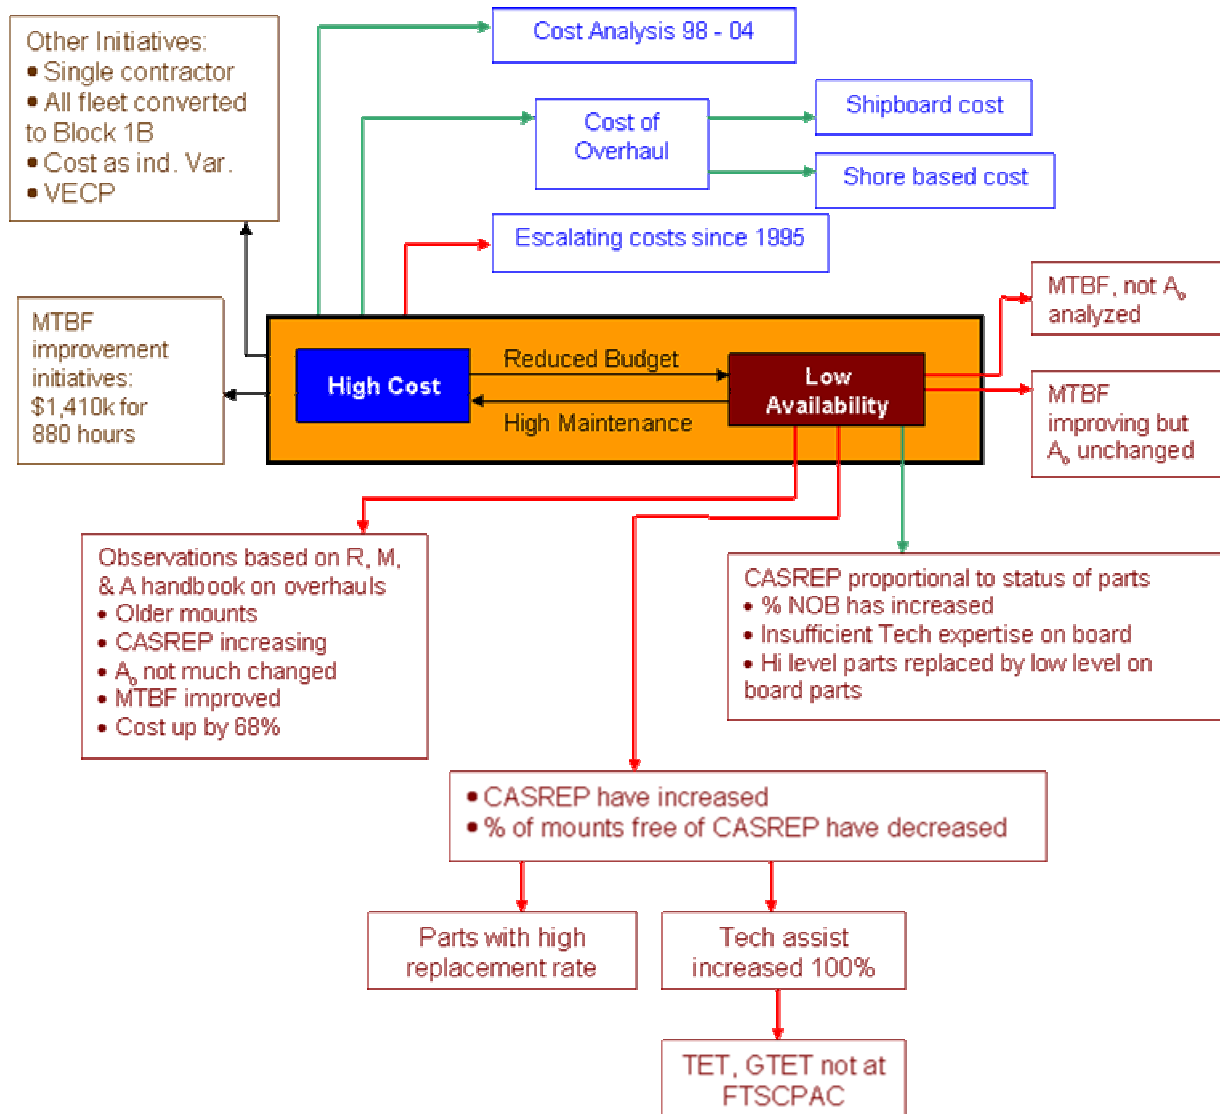 Other Initiatives:
• Single contractor
• All fleet converted
to Block 1B
• Cost as ind. Var.
• VECP
Cost Analysis 98 - 04
Cost of
Overhaul
Shipboard cost
Shore based cost
Escalating costs since 1995
MTBF
improvement
initiatives:
$1,410k for
880 hours
High Cost
Reduced Budget
High Maintenance
Low
Availability
MTBF, not Ao
analyzed
MTBF
improving but
Ao unchanged
Observations based on R, M,
& A handbook on overhauls
• Older mounts
• CASREP increasing
• Ao not much changed
• MTBF improved
• Cost up by 68%
CASREP proportional to status of parts
• % NOB has increased
• Insufficient Tech expertise on board
• Hi level parts replaced by low level on
board parts
• CASREP have increased
• % of mounts free of CASREP have decreased
Parts with high
replacement rate
Tech assist
increased 100%
TET, GTET not at
FTSCPAC